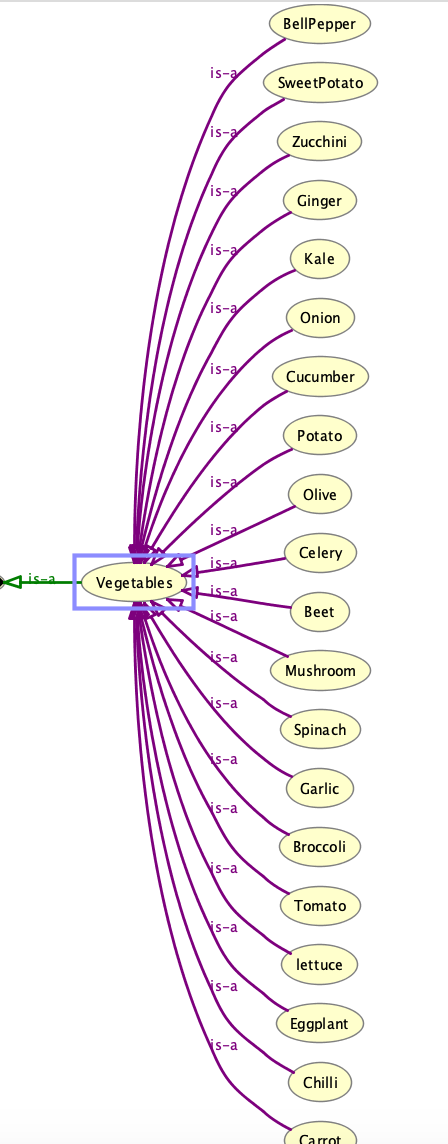 BellPepper
is-a
SweetPotato
is-a
Zucchini
is-a
Ginger
is-a
Kale
is-a
Onion
is-a
Cucumber
is-a
Potato
is-a
Olive
is-a
Celery
is-a
is-a
Vegetables
is-a
Beet
is-a
Mushroom
is-a
Spinach
is-a
Garlic
is-a
Broccoli
is-a
Tomato
is-a
lettuce
is-a
Eggplant
is-a
Chilli
is-a
Carrot